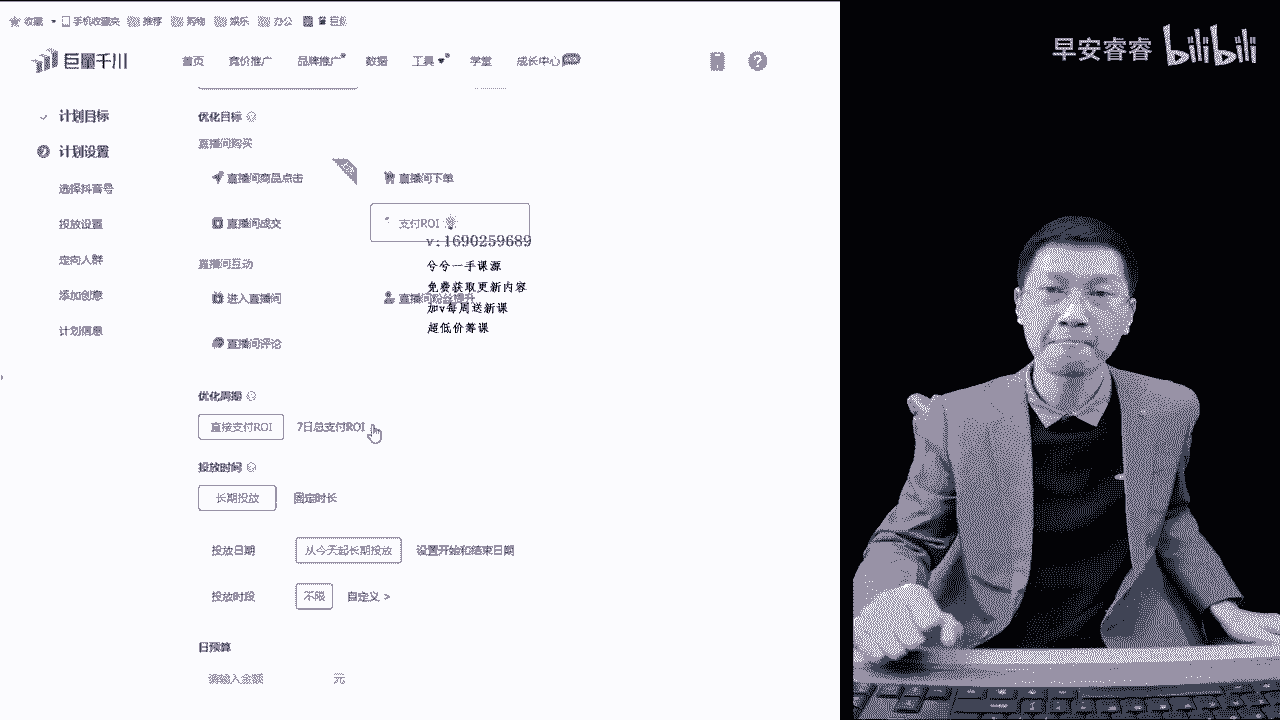 收藏 手机收藏夹 推荐 购物 娱乐 办公
早安睿睿 bilibili
巨量千川 首页 竞价推广 品牌推广 数据 工具 学堂 成长中心
计划目标
计划设置
选择抖音号
投放设置
定向人群
添加创意
计划信息
优化目标
直播间购买
直播间商品点击 直播间下单
直播间成交 支付ROI
v:1690259689
直播间互动
兮兮一手课源
免费获取更新内容
进入直播间 直播间粉丝提升
加v每周送新课
超低价筹课
直播间评论
优化周期
直接支付ROI 7日总支付ROI
投放时间
长期投放 固定时长
投放日期 从今天起长期投放 设置开始和结束日期
投放时段 不限 自定义 >
日预算
请输入金额 元